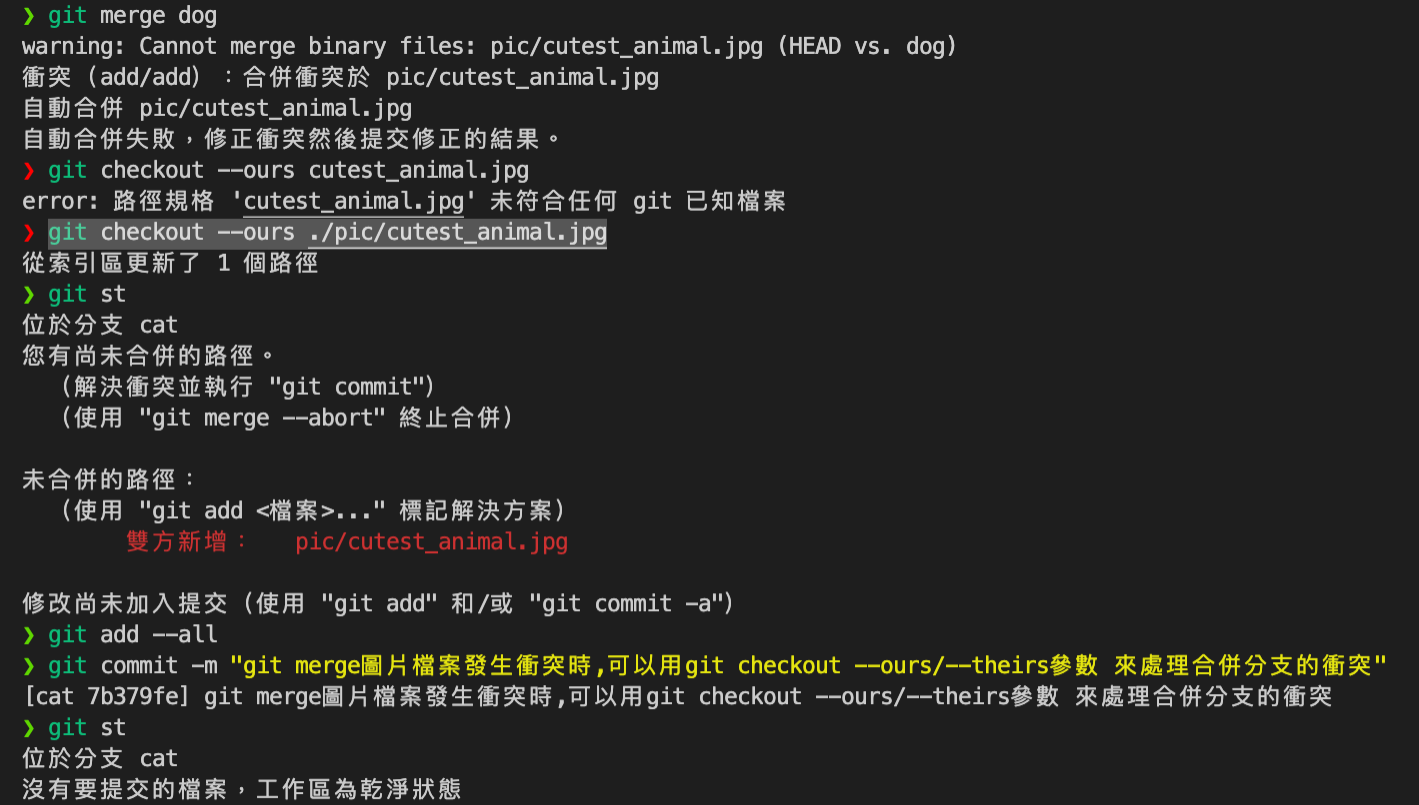 ❯ git merge dog
warning: Cannot merge binary files: pic/cutest_animal.jpg (HEAD vs. dog)
衝突（add/add）：合併衝突於 pic/cutest_animal.jpg
自動合併 pic/cutest_animal.jpg
自動合併失敗，修正衝突然後提交修正的結果。
❯ git checkout --ours cutest_animal.jpg
error: 路徑規格 'cutest_animal.jpg' 未符合任何 git 已知檔案
❯ git checkout --ours ./pic/cutest_animal.jpg
從索引區更新了 1 個路徑
❯ git st
位於分支 cat
您有尚未合併的路徑。
（解決衝突並執行 "git commit"）
（使用 "git merge --abort" 終止合併）
未合併的路徑：
（使用 "git add <檔案>..." 標記解決方案）
雙方新增： pic/cutest_animal.jpg
修改尚未加入提交（使用 "git add" 和/或 "git commit -a"）
❯ git add --all
❯ git commit -m "git merge圖片檔案發生衝突時,可以用git checkout --ours/--theirs參數 來處理合併分支的衝突"
[cat 7b379fe] git merge圖片檔案發生衝突時,可以用git checkout --ours/--theirs參數 來處理合併分支的衝突
❯ git st
位於分支 cat
沒有要提交的檔案，工作區為乾淨狀態